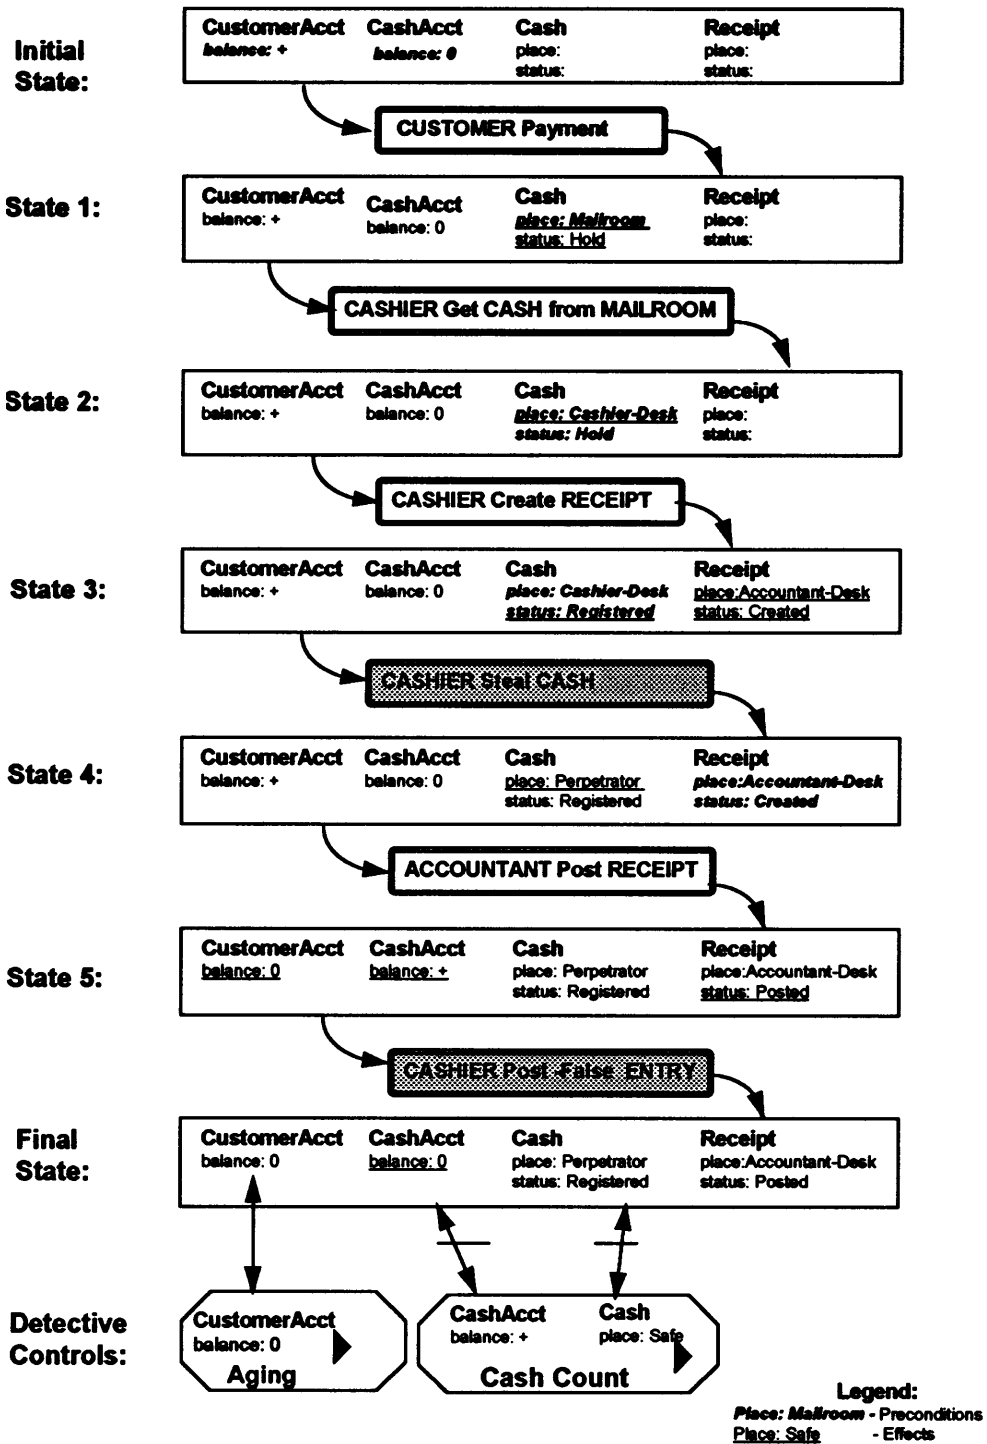 Initial State:
CustomerAcct CashAcct Cash Receipt
balance: + balance: 0 place: place:
status: status:
CUSTOMER Payment
State 1:
CustomerAcct CashAcct Cash Receipt
balance: + balance: 0 place: Mailroom place:
status: Hold status:
CASHIER Get CASH from MAILROOM
State 2:
CustomerAcct CashAcct Cash Receipt
balance: + balance: 0 place: Cashier-Desk place:
status: Hold status:
CASHIER Create RECEIPT
State 3:
CustomerAcct CashAcct Cash Receipt
balance: + balance: 0 place: Cashier-Desk place:Accountant-Desk
status: Registered status: Created
CASHIER Steal CASH
State 4:
CustomerAcct CashAcct Cash Receipt
balance: + balance: 0 place: Perpetrator place:Accountant-Desk
status: Registered status: Created
ACCOUNTANT Post RECEIPT
State 5:
CustomerAcct CashAcct Cash Receipt
balance: 0 balance: + place: Perpetrator place:Accountant-Desk
status: Registered status: Posted
CASHIER Post -False ENTRY
Final State:
CustomerAcct CashAcct Cash Receipt
balance: 0 balance: 0 place: Perpetrator place:Accountant-Desk
status: Registered status: Posted
Detective Controls:
CustomerAcct
balance: 0
Aging
CashAcct Cash
balance: + place: Safe
Cash Count
Legend:
Place: Mailroom - Preconditions
Place: Safe - Effects